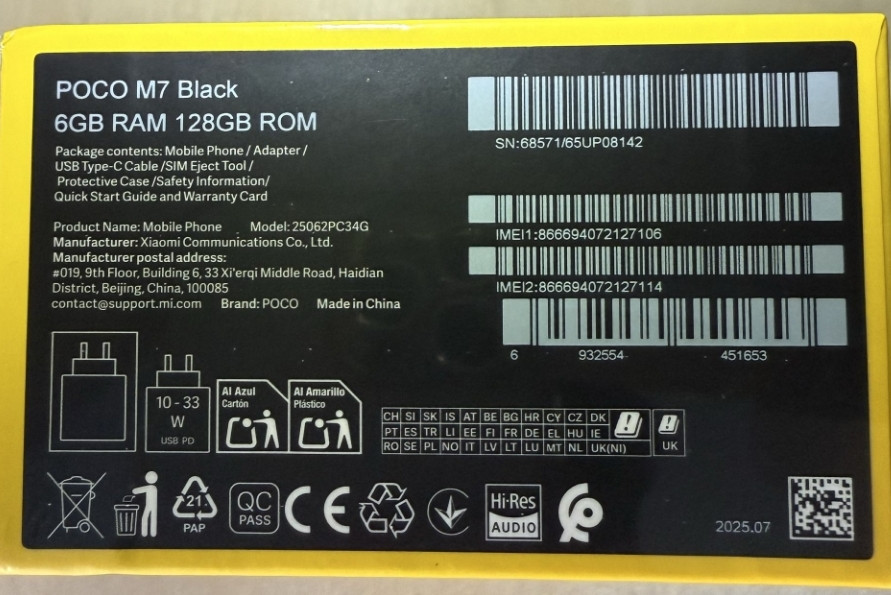 POCO M7 Black
6GB RAM 128GB ROM
Package contents: Mobile Phone / Adapter /
USB Type-C Cable /SIM Eject Tool /
Protective Case /Safety Information/
Quick Start Guide and Warranty Card
Product Name: Mobile Phone Model: 25062PC34G
Manufacturer: Xiaomi Communications Co., Ltd.
Manufacturer postal address:
#019, 9th Floor, Building 6, 33 Xi'erqi Middle Road, Haidian
District, Beijing, China, 100085
contact@support.mi.com Brand: POCO Made in China
SN:68571/65UP08142
IMEI1:866694072127106
IMEI2:866694072127114
6 932554 451653
10 - 33
W
USB PD
Al Azul
Cartón
Al Amarillo
Plástico
CH SI SK IS AT BE BG HR CY CZ DK
PT ES TR LI EE FI FR DE EL HU IE
RO SE PL NO IT LV LT LU MT NL UK(NI)
UK
21
PAP
QC
PASS
CE
Hi-Res
AUDIO
2025.07